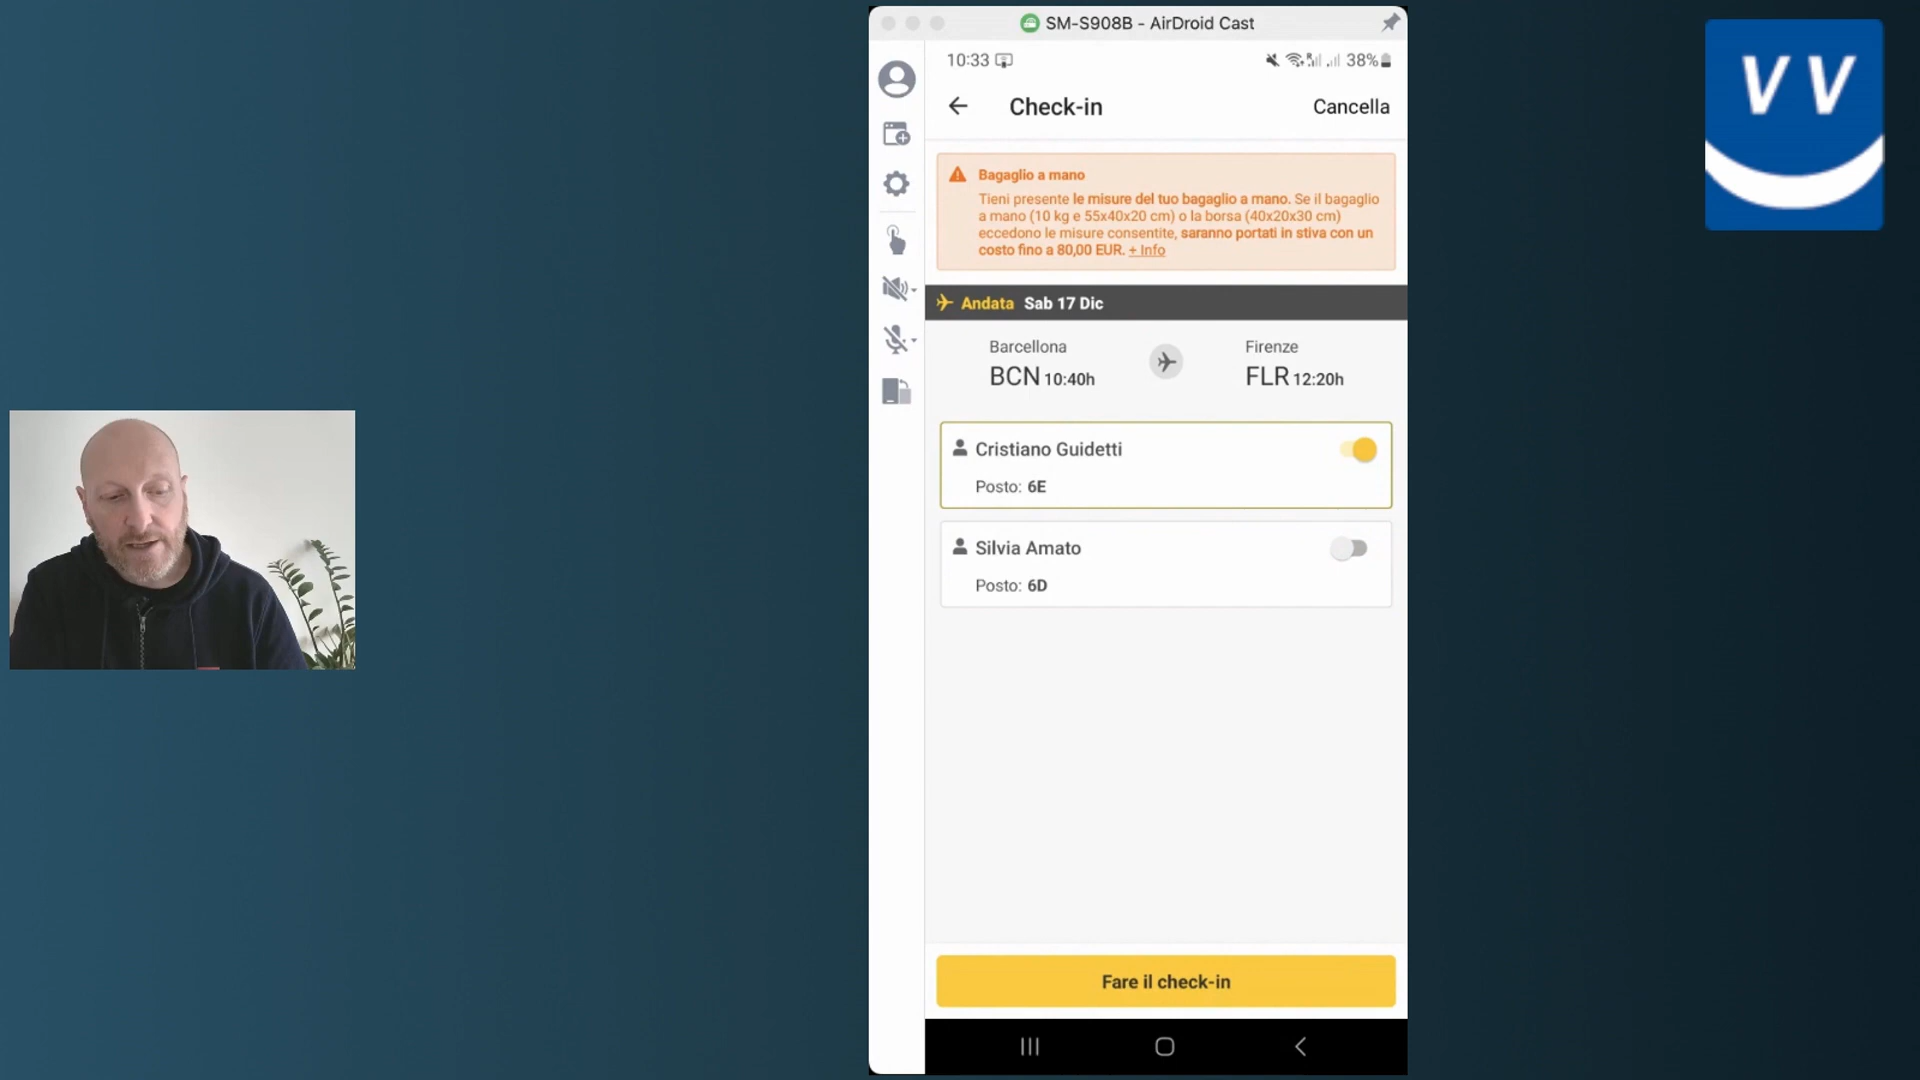 SM-S908B - AirDroid Cast
VV
10:33
38%
Check-in
Cancella
Bagaglio a mano
Tieni presente le misure del tuo bagaglio a mano. Se il bagaglio
a mano (10 kg e 55x40x20 cm) o la borsa (40x20x30 cm)
eccedono le misure consentite, saranno portati in stiva con un
costo fino a 80,00 EUR. + Info
Andata Sab 17 Dic
Barcellona
BCN 10:40h
Firenze
FLR 12:20h
Cristiano Guidetti
Posto: 6E
Silvia Amato
Posto: 6D
Fare il check-in